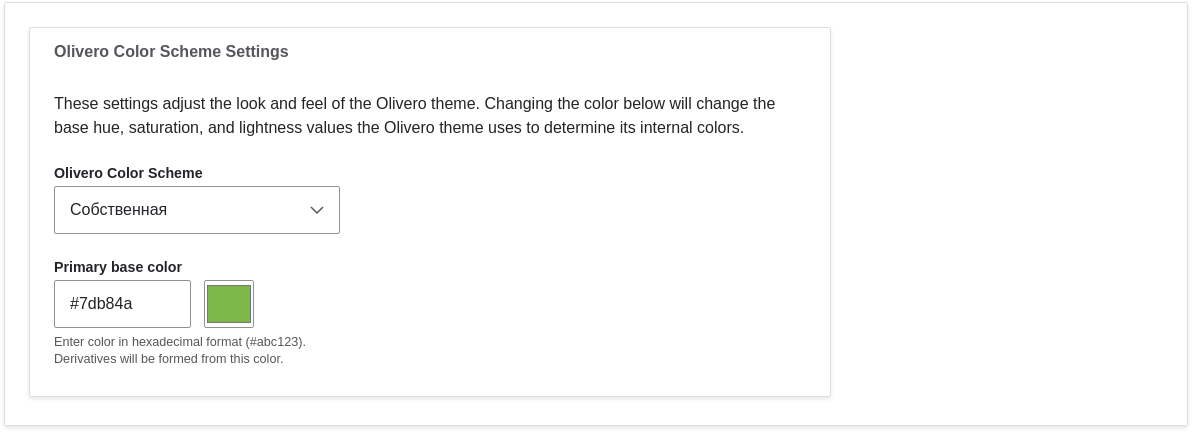 Olivero Color Scheme Settings
These settings adjust the look and feel of the Olivero theme. Changing the color below will change the
base hue, saturation, and lightness values the Olivero theme uses to determine its internal colors.
Olivero Color Scheme
Собственная
Primary base color
#7db84a
Enter color in hexadecimal format (#abc123).
Derivatives will be formed from this color.